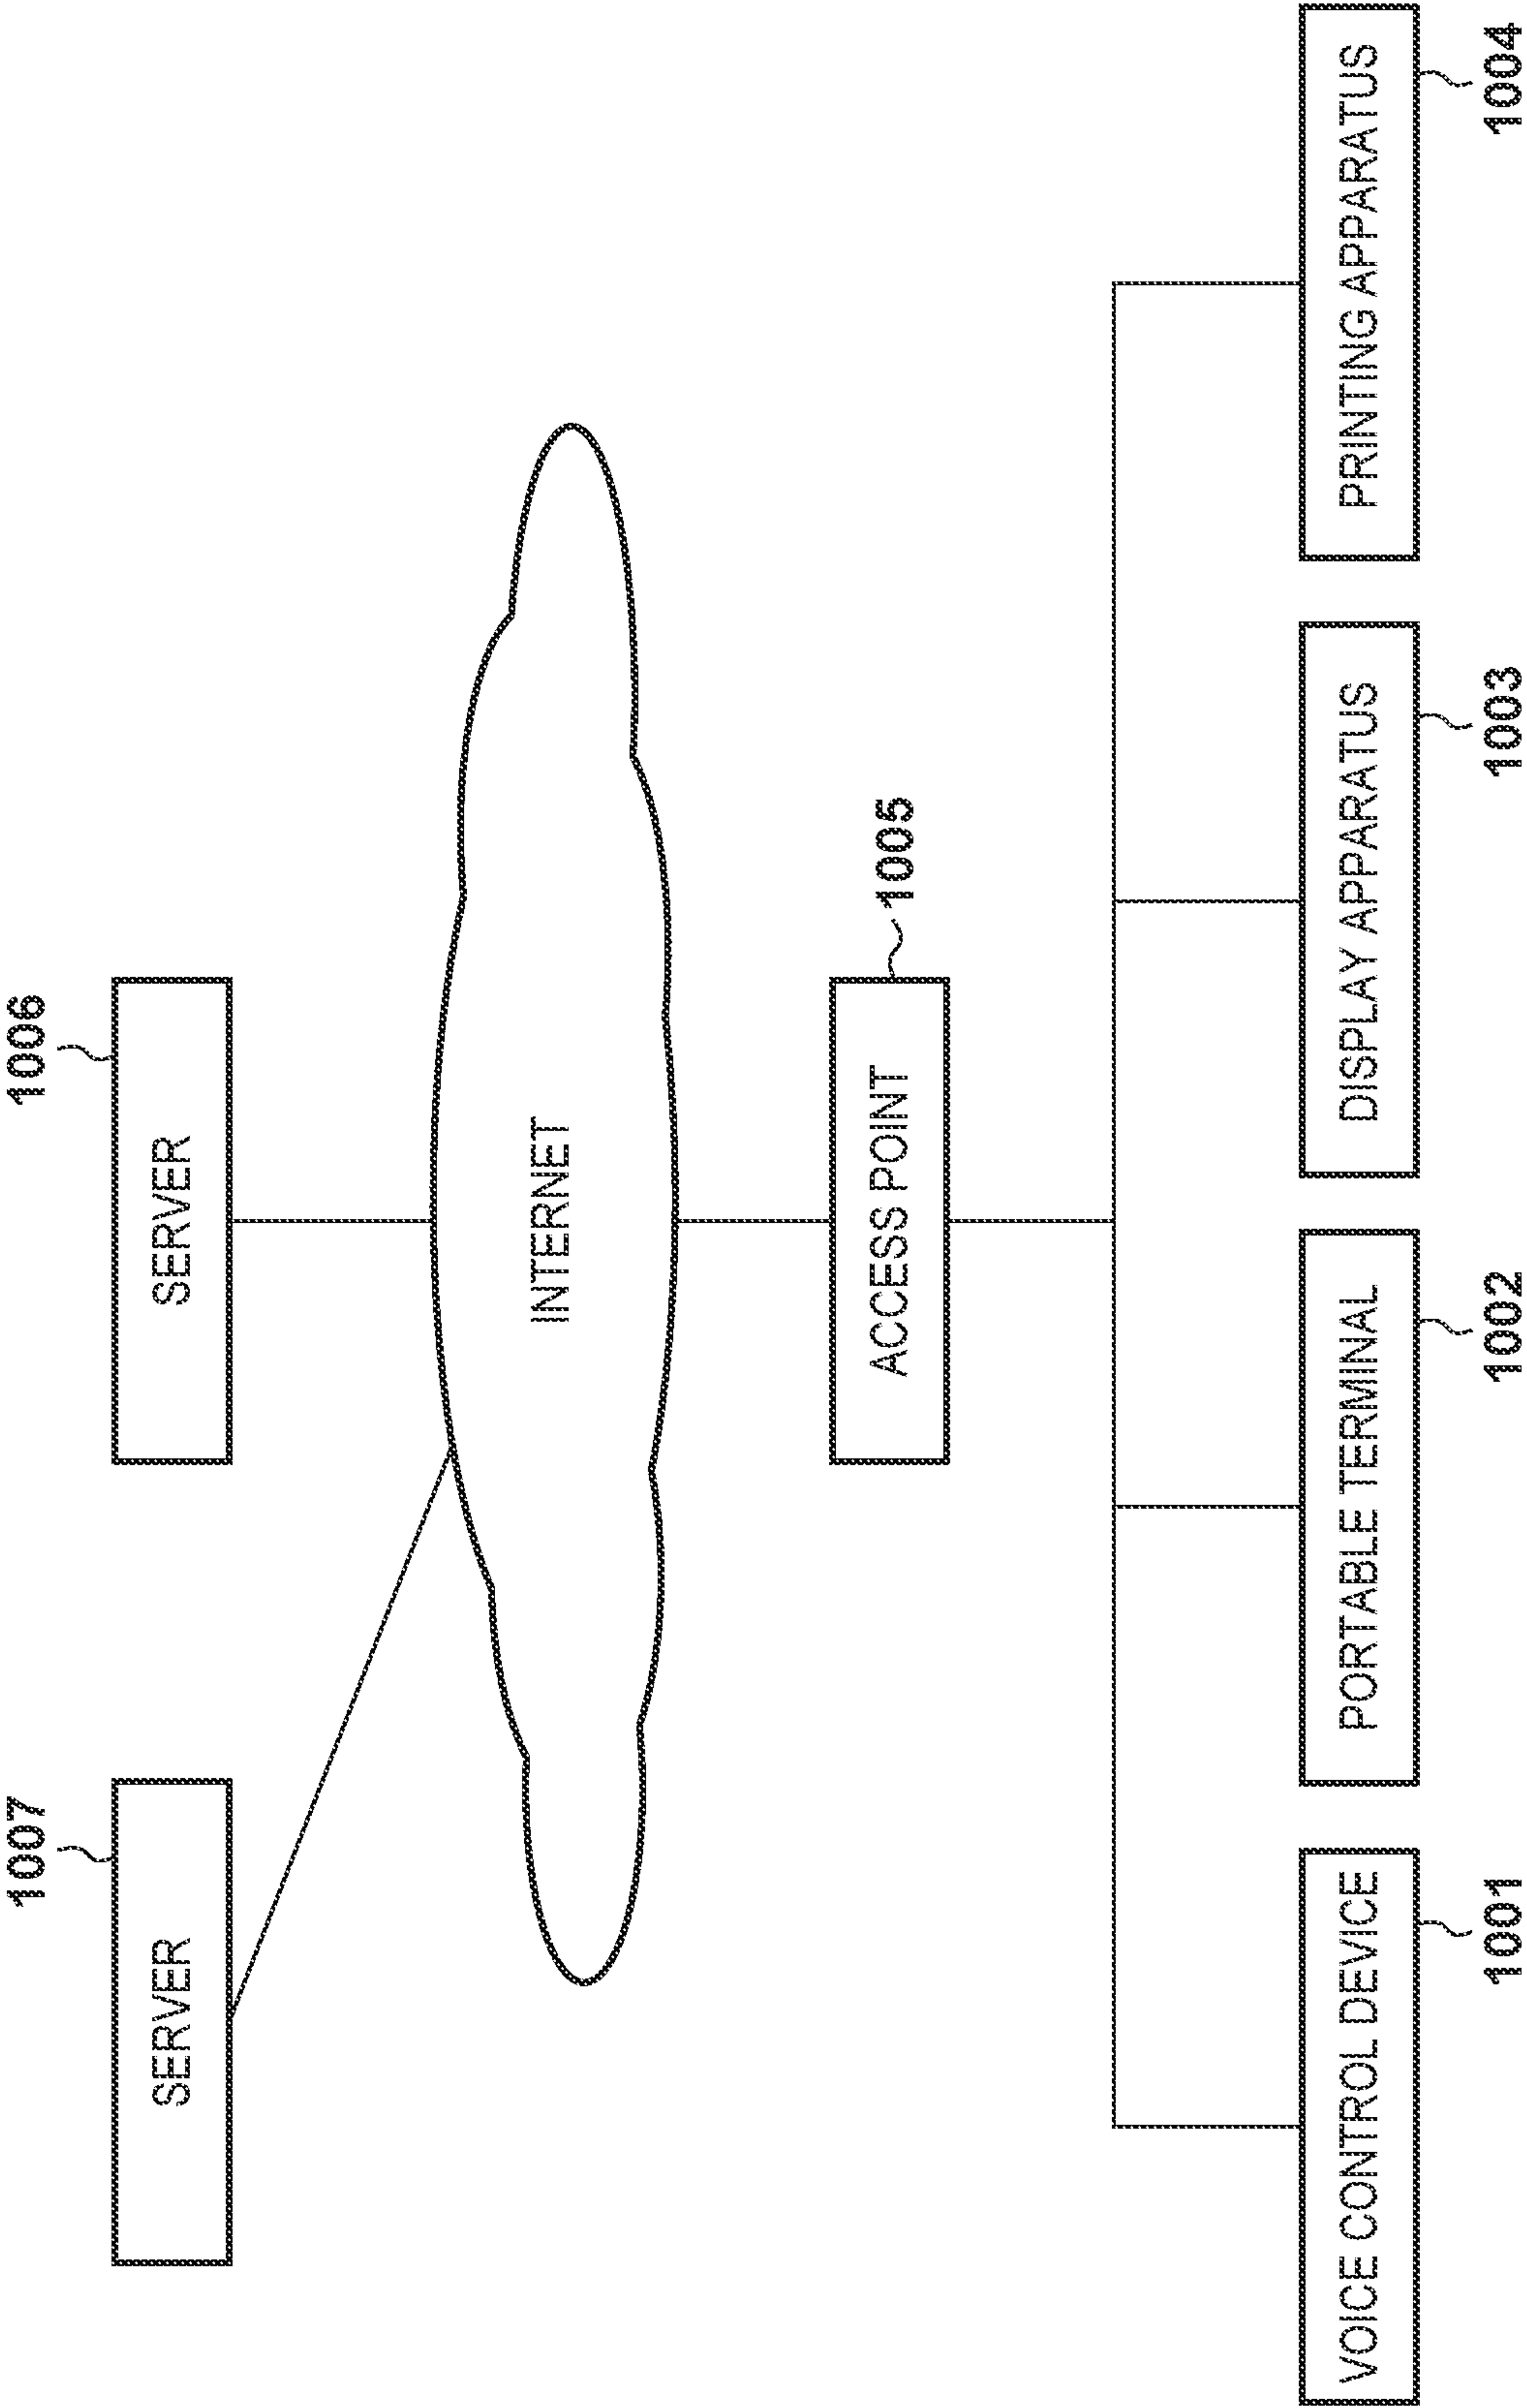 1007
1006
SERVER
SERVER
INTERNET
ACCESS POINT
1005
VOICE CONTROL DEVICE
PORTABLE TERMINAL
DISPLAY APPARATUS
PRINTING APPARATUS
1001
1002
1003
1004